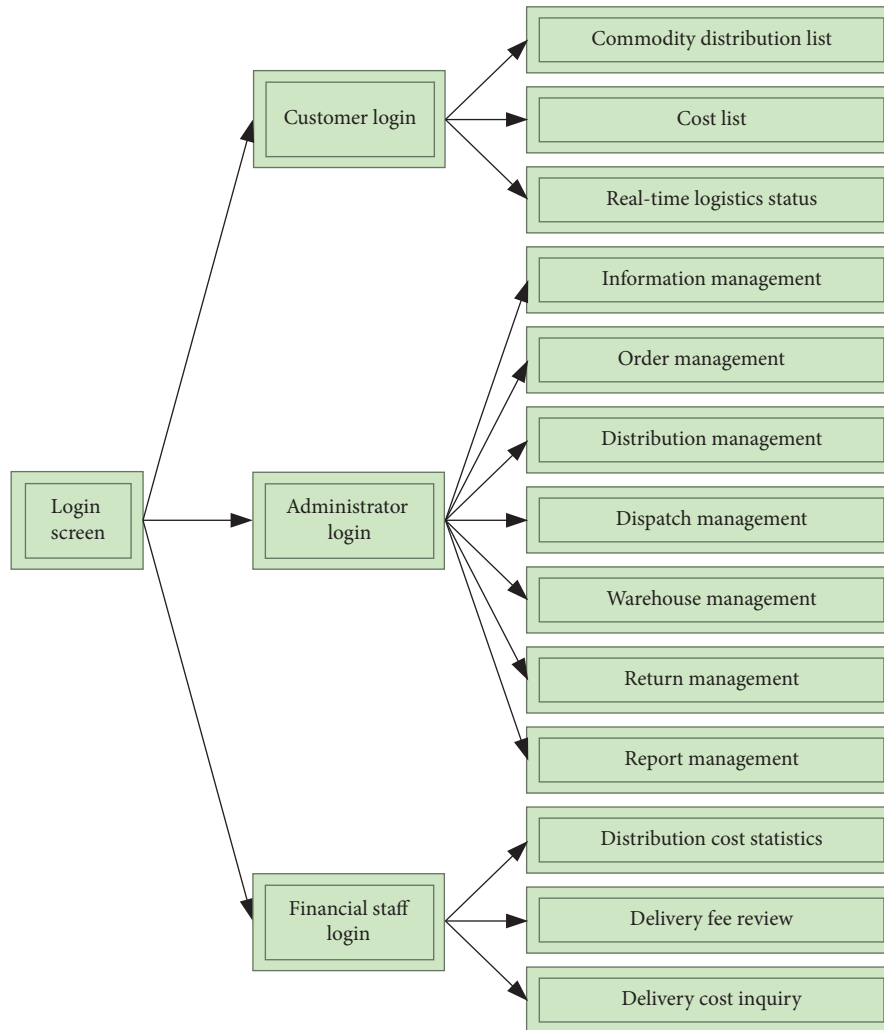 Login
screen
Customer login
Administrator
login
Financial staff
login
Commodity distribution list
Cost list
Real-time logistics status
Information management
Order management
Distribution management
Dispatch management
Warehouse management
Return management
Report management
Distribution cost statistics
Delivery fee review
Delivery cost inquiry